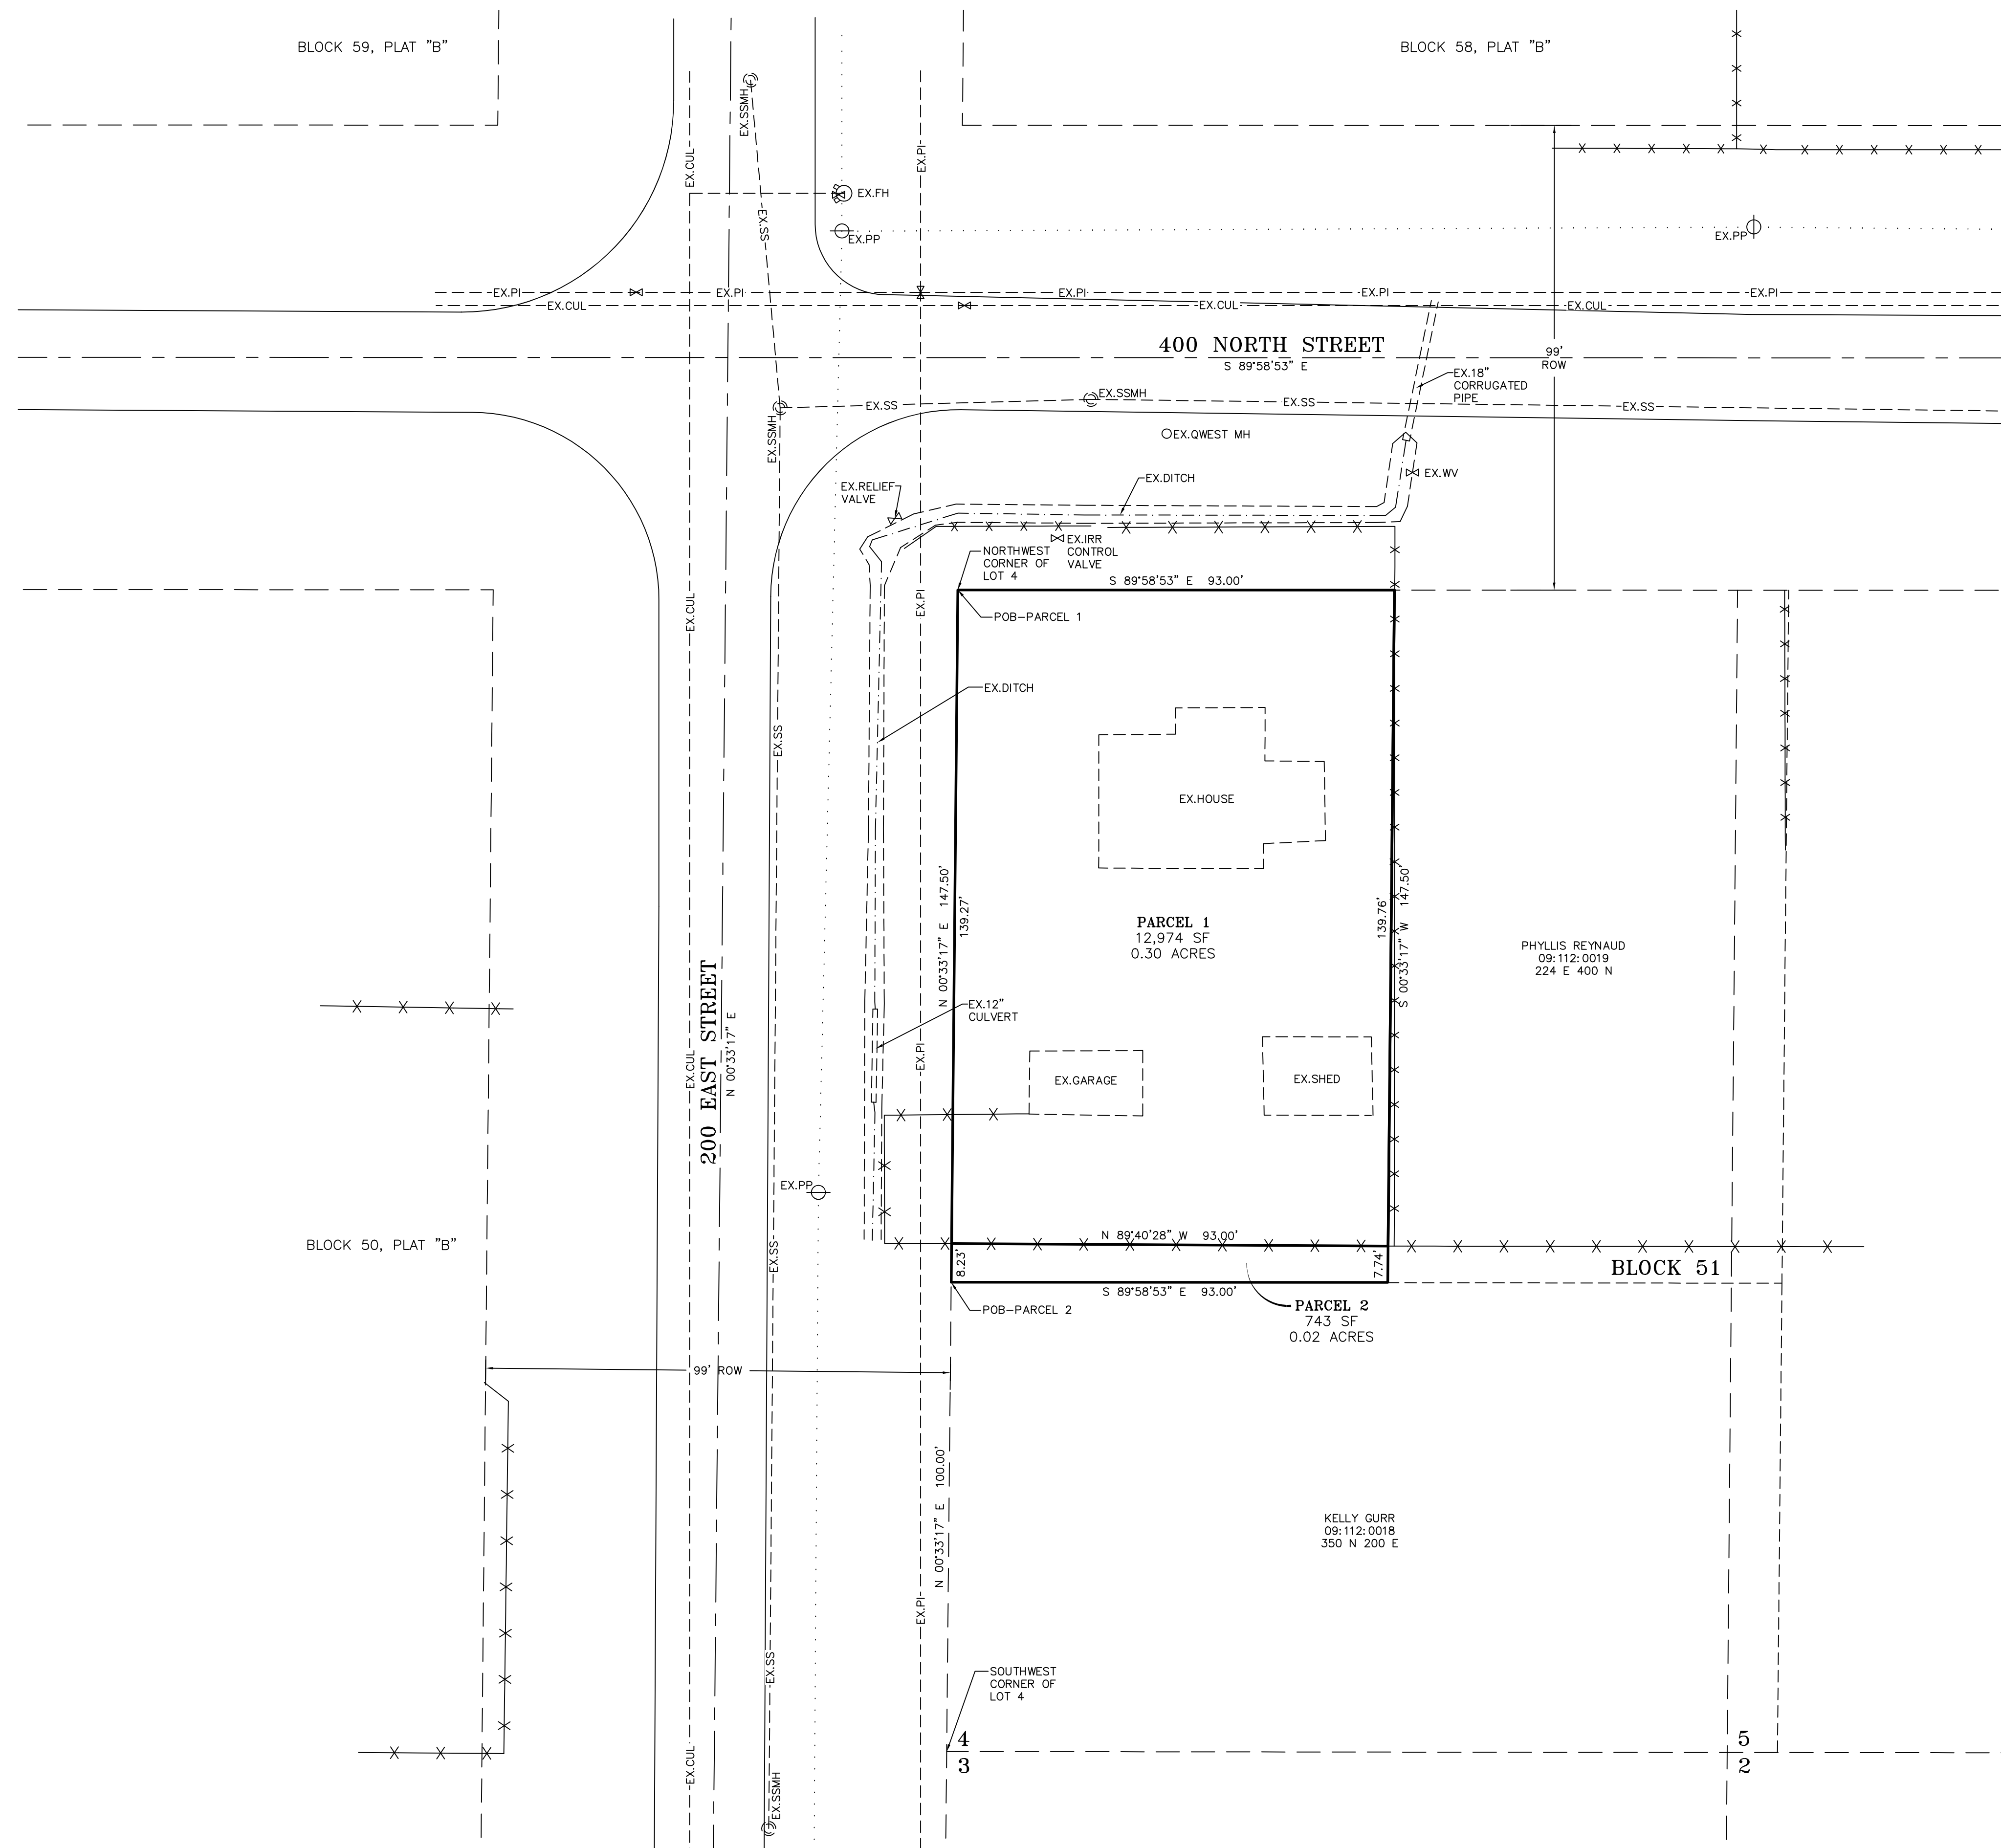 BLOCK 59, PLAT "B"
BLOCK 58, PLAT "B"
EX.SSMH
EX.CUL
EX.PI
EX.FH
EX.SS
EX.PP
EX.PP
EX.PI
EX.PI
EX.PI
EX.PI
EX.PI
EX.CUL
EX.CUL
EX.CUL
400 NORTH STREET
S 89°58'53" E
99'
ROW
EX.18"
CORRUGATED
PIPE
EX.SSMH
EX.SS
EX.SS
EX.SS
EX.SSMH
EX.QWEST MH
EX.WV
EX.DITCH
EX.RELIEF
VALVE
EX.IRR
CONTROL
VALVE
NORTHWEST
CORNER OF
LOT 4
S 89°58'53" E 93.00'
EX.CUL
EX.PI
POB-PARCEL 1
EX.DITCH
EX.SS
EX.HOUSE
N 00°33'17" E 147.50'
139.27'
139.76'
S 00°33'17" W 147.50'
PARCEL 1
12,974 SF
0.30 ACRES
PHYLLIS REYNAUD
09:112:0019
224 E 400 N
EX.12"
CULVERT
200 EAST STREET
N 00°33'17" E
EX.CUL
EX.PI
EX.GARAGE
EX.SHED
EX.PP
BLOCK 50, PLAT "B"
EX.SS
N 89°40'28" W 93.00'
8.23'
7.74'
BLOCK 51
S 89°58'53" E 93.00'
POB-PARCEL 2
PARCEL 2
743 SF
0.02 ACRES
99' ROW
N 00°33'17" E 100.00'
KELLY GURR
09:112:0018
350 N 200 E
EX.PI
EX.SS
SOUTHWEST
CORNER OF
LOT 4
4
5
3
2
EX.CUL
EX.SSMH